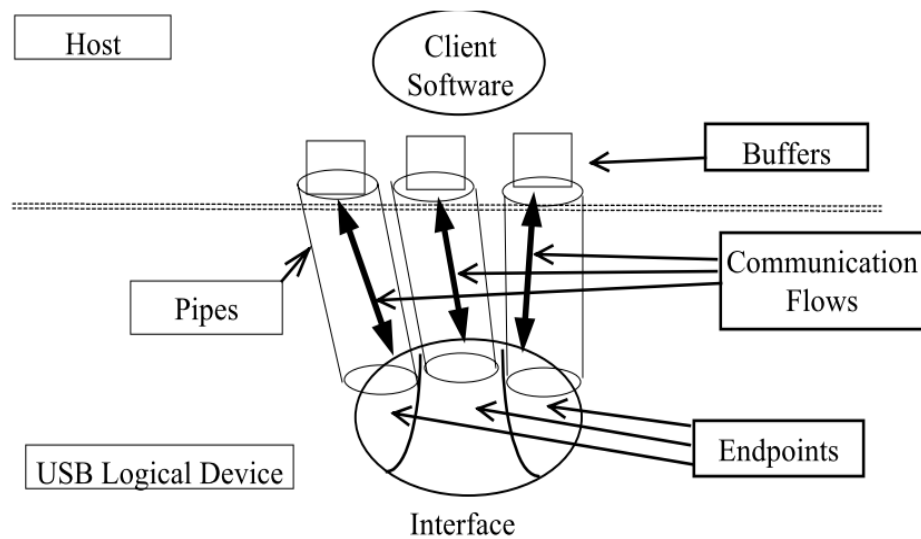 Host
Client
Software
Buffers
Communication
Flows
Pipes
Endpoints
USB Logical Device
Interface